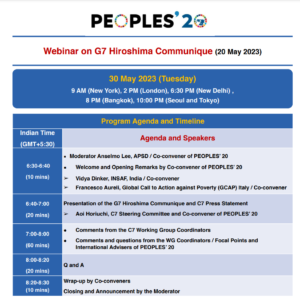 PEOPLES' 20
Webinar on G7 Hiroshima Communique (20 May 2023)
30 May 2023 (Tuesday)
9 AM (New York), 2 PM (London), 6:30 PM (New Delhi) ,
8 PM (Bangkok), 10:00 PM (Seoul and Tokyo)
Program Agenda and Timeline
Indian Time
(GMT+5:30)
Agenda and Speakers
6:30-6:40
(10 mins)
• Moderator Anselmo Lee, APSD / Co-convener of PEOPLES' 20
• Welcome and Opening Remarks by Co-convener of PEOPLES' 20
✓ Vidya Dinker, INSAF, India / Co-convener
✓ Francesco Aureli, Global Call to Action against Poverty (GCAP) Italy / Co-convener
6:40-7:00
(20 mins)
Presentation of the G7 Hiroshima Communique and C7 Press Statement
• Aoi Horiuchi, C7 Steering Committee and Co-convener of PEOPLES' 20
7:00-8:00
(60 mins)
• Comments from the C7 Working Group Coordinators
• Comments and questions from the WG Coordinators / Focal Points and
International Advisers of PEOPLES' 20
8:00-8:20
(20 mins)
Q and A
8:20-8:30
(10 mins)
Wrap-up by Co-conveners
Closing and Announcement by the Moderator